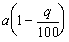 a(1 − q/100)